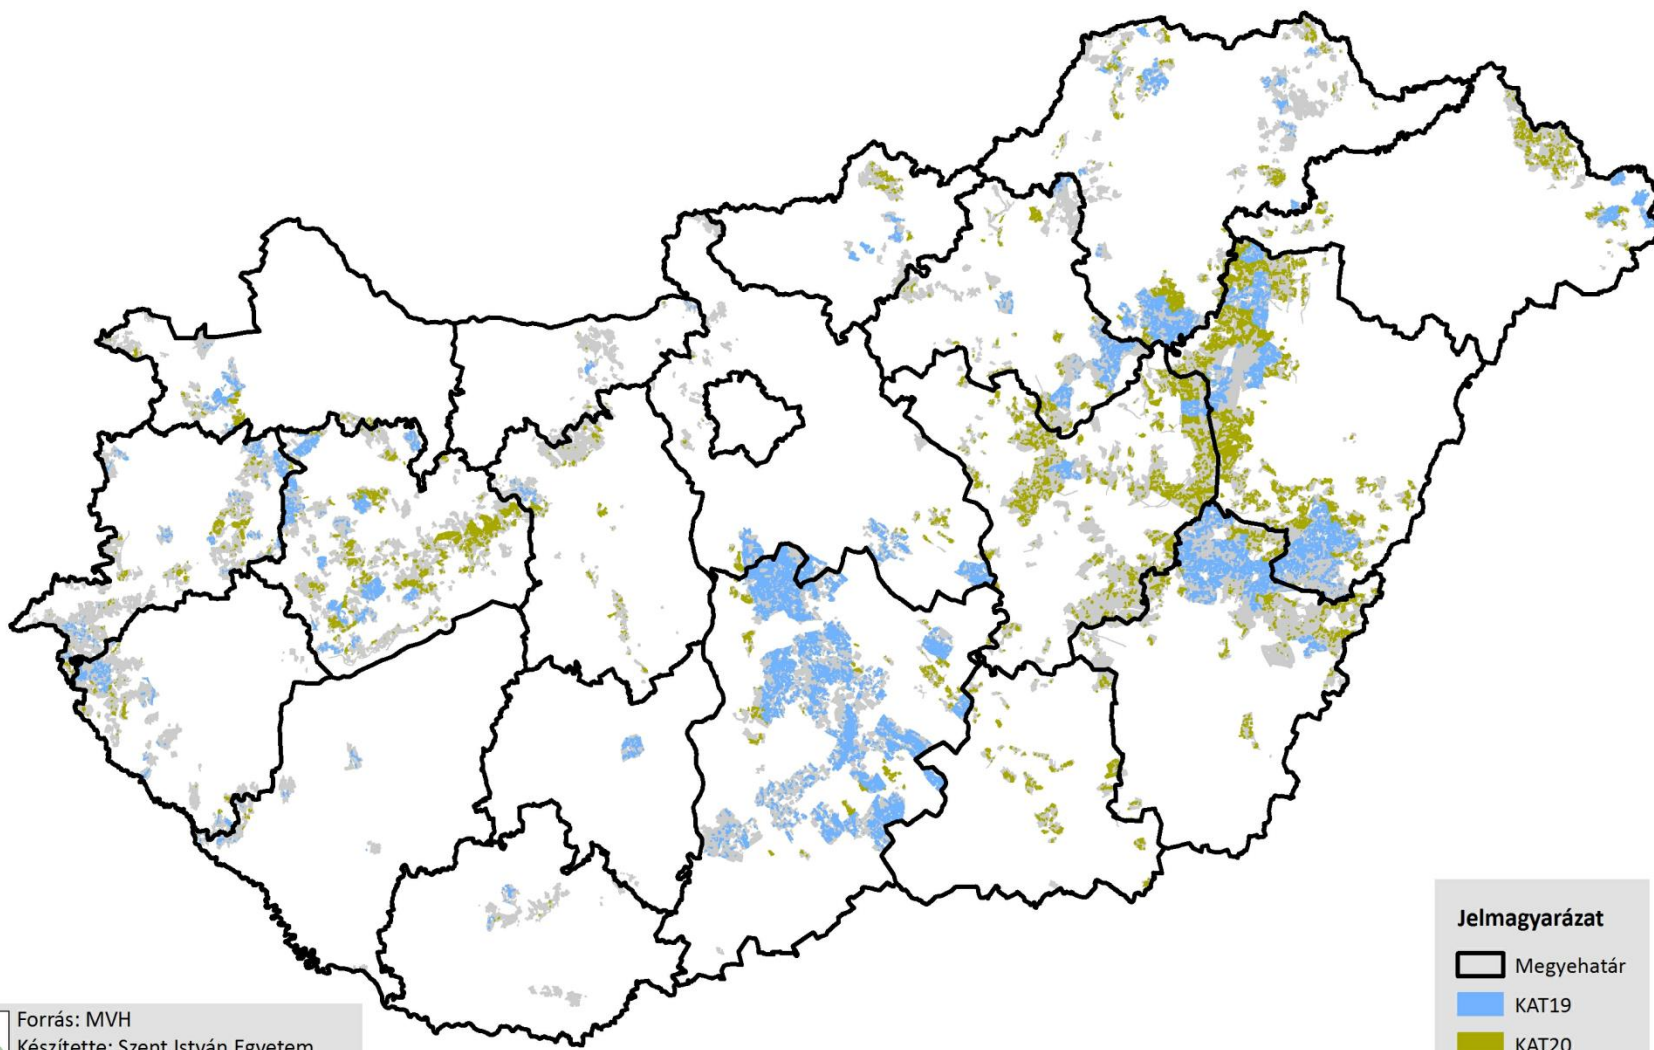 Forrás: MVH
Készítette: Szent István Egyetem
Jelmagyarázat
Megyehatár
KAT19
KAT20